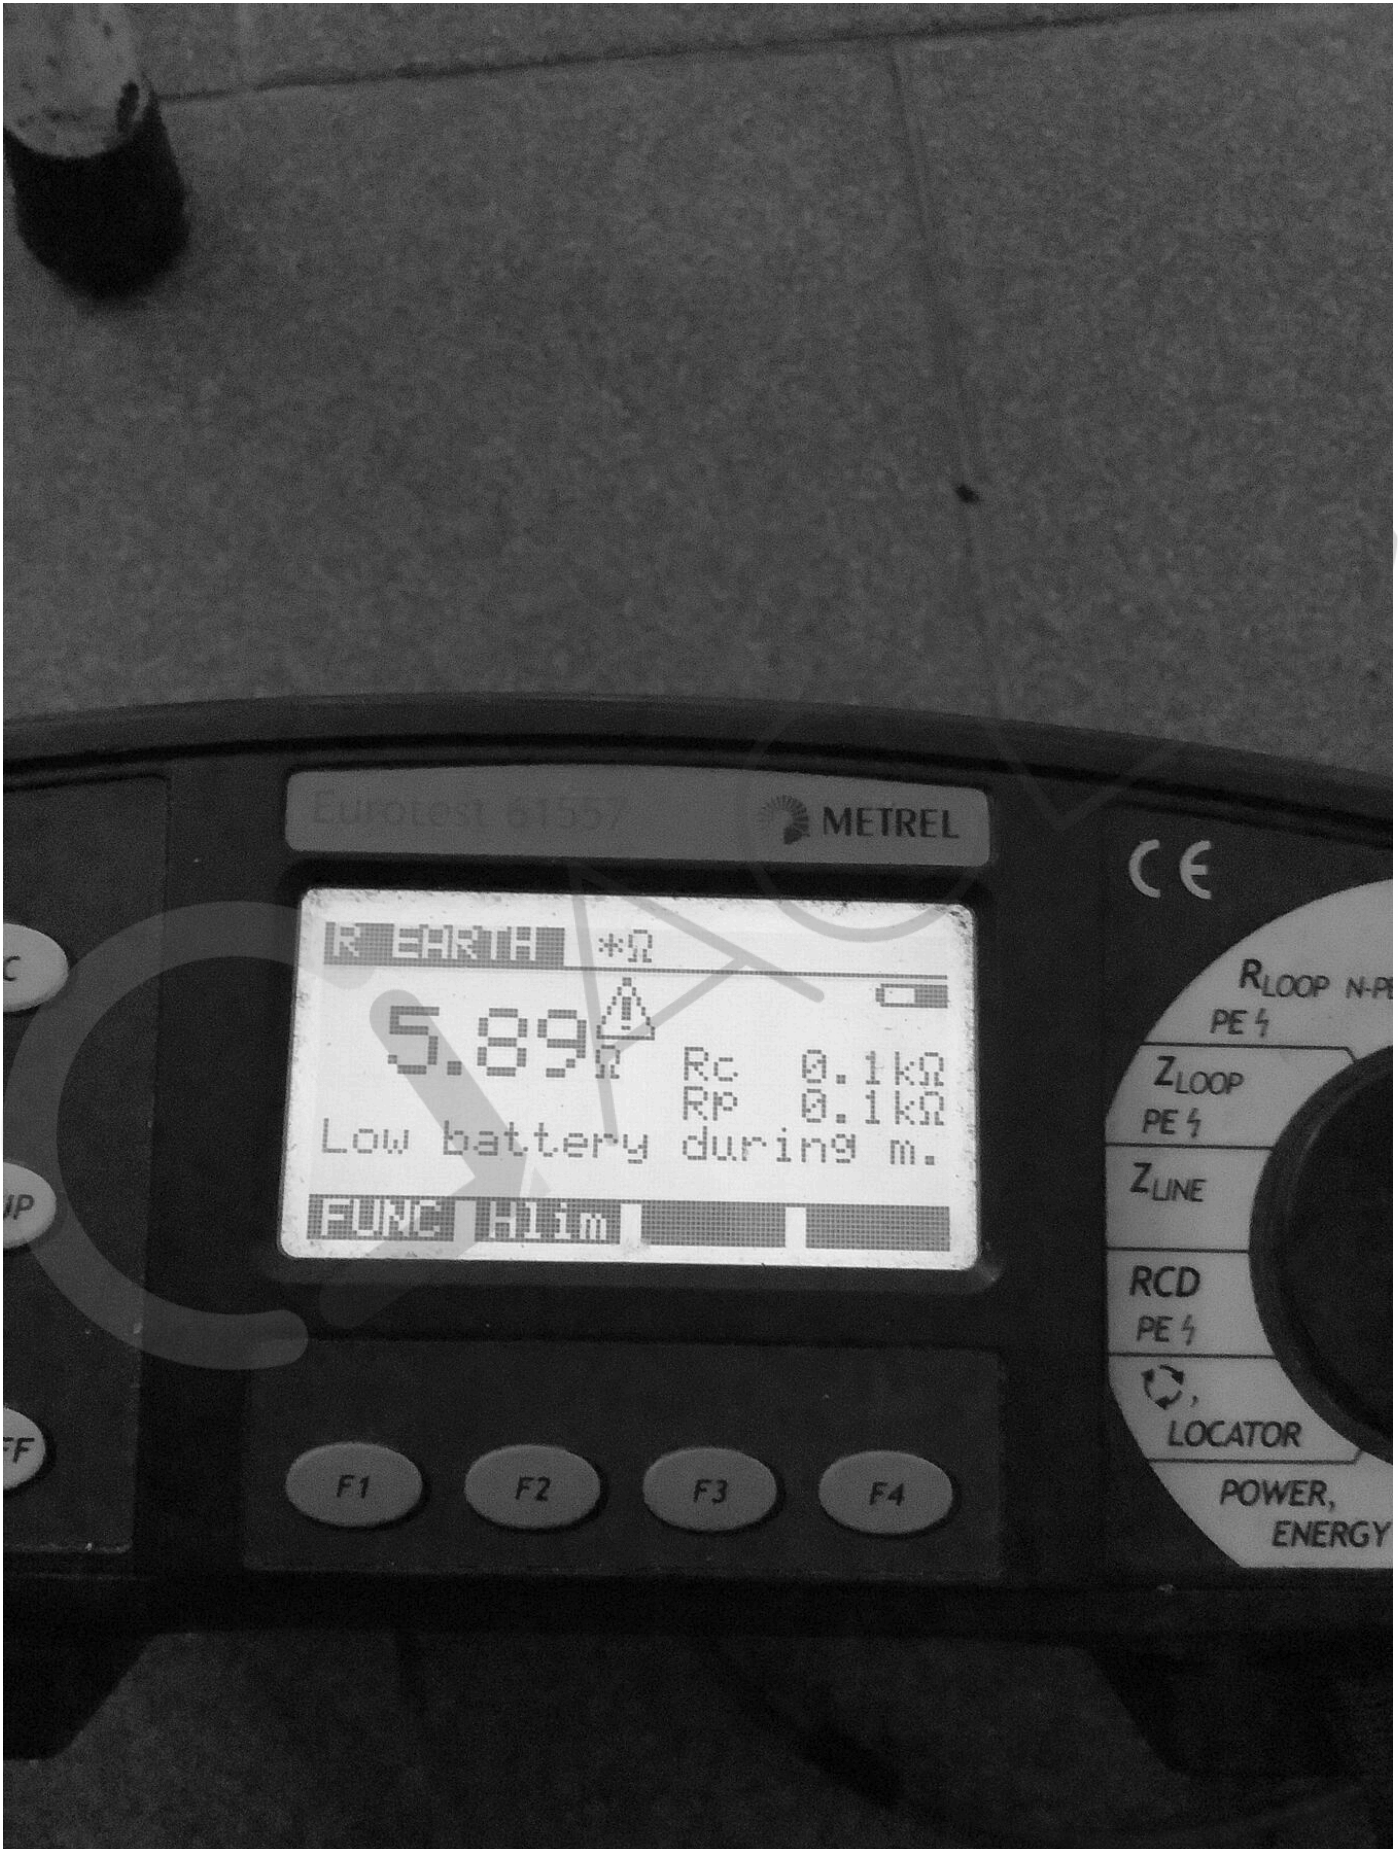 Eurotest 61557
METREL
CE
R EARTH *Ω
5.89Ω
Rc 0.1kΩ
Rp 0.1kΩ
Low battery during m.
FUNC Hlim
F1 F2 F3 F4
RLOOP
PE
ZLOOP
PE
ZLINE
RCD
PE
LOCATOR
POWER,
ENERGY